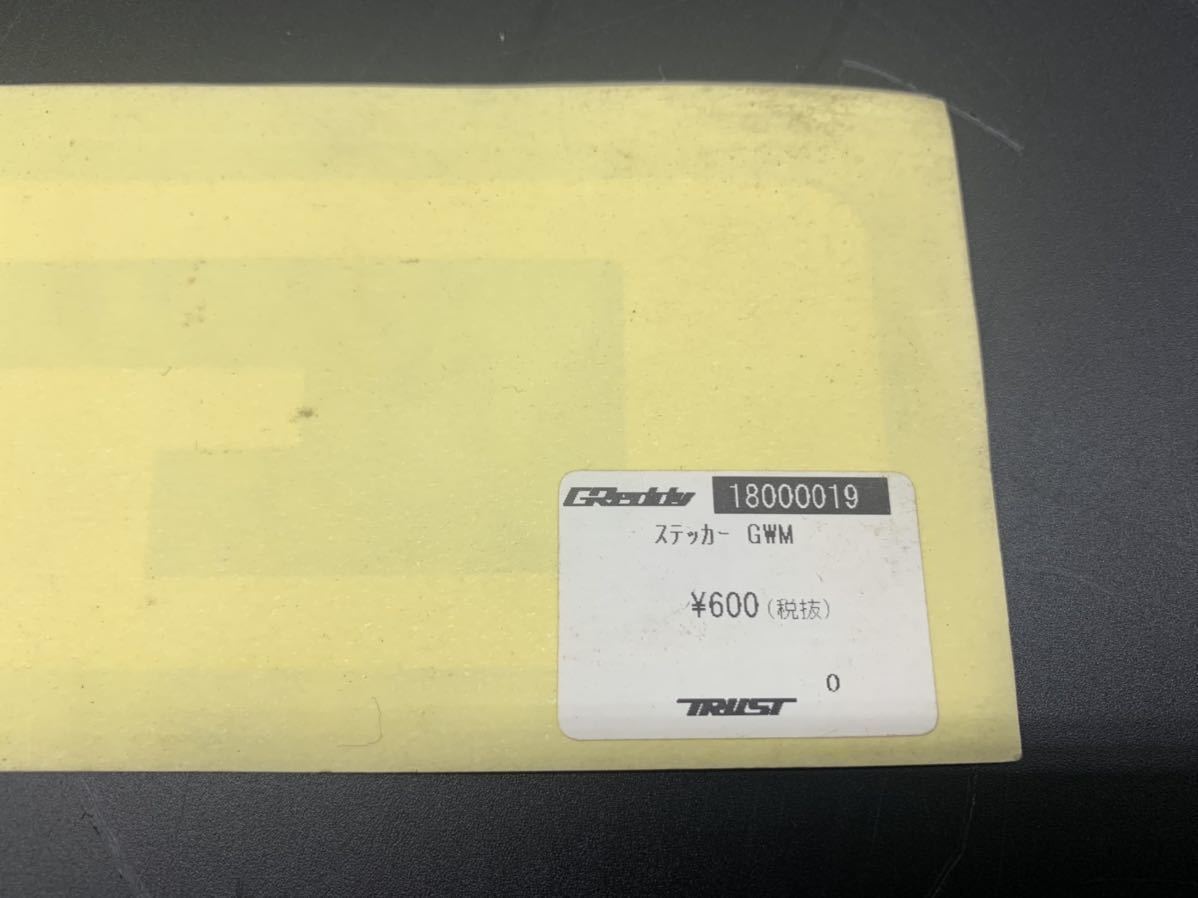 GReddy 18000019
ｽﾃｯｶｰ GWM
¥600(税抜)
0
TRUST